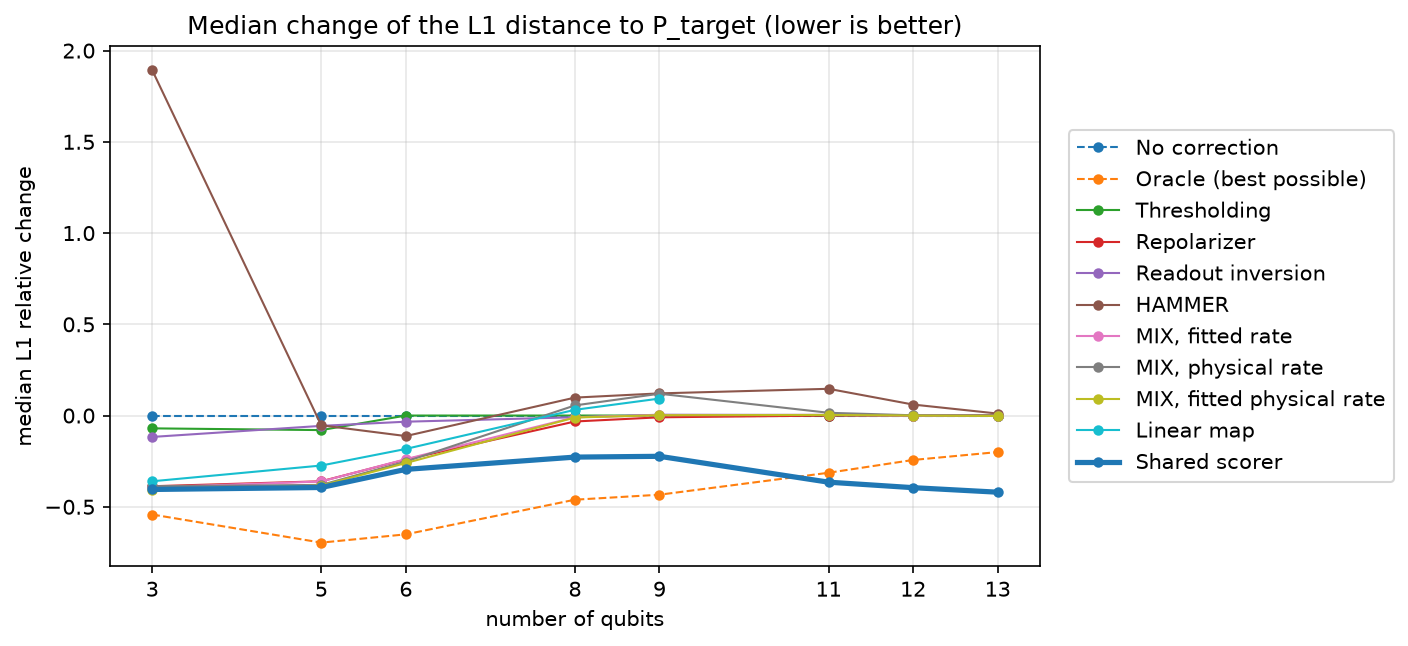 Median change of the L1 distance to P_target (lower is better)
2.0
1.5
1.0
0.5
0.0
−0.5
median L1 relative change
3
5
6
8
9
11
12
13
number of qubits
No correction
Oracle (best possible)
Thresholding
Repolarizer
Readout inversion
HAMMER
MIX, fitted rate
MIX, physical rate
MIX, fitted physical rate
Linear map
Shared scorer